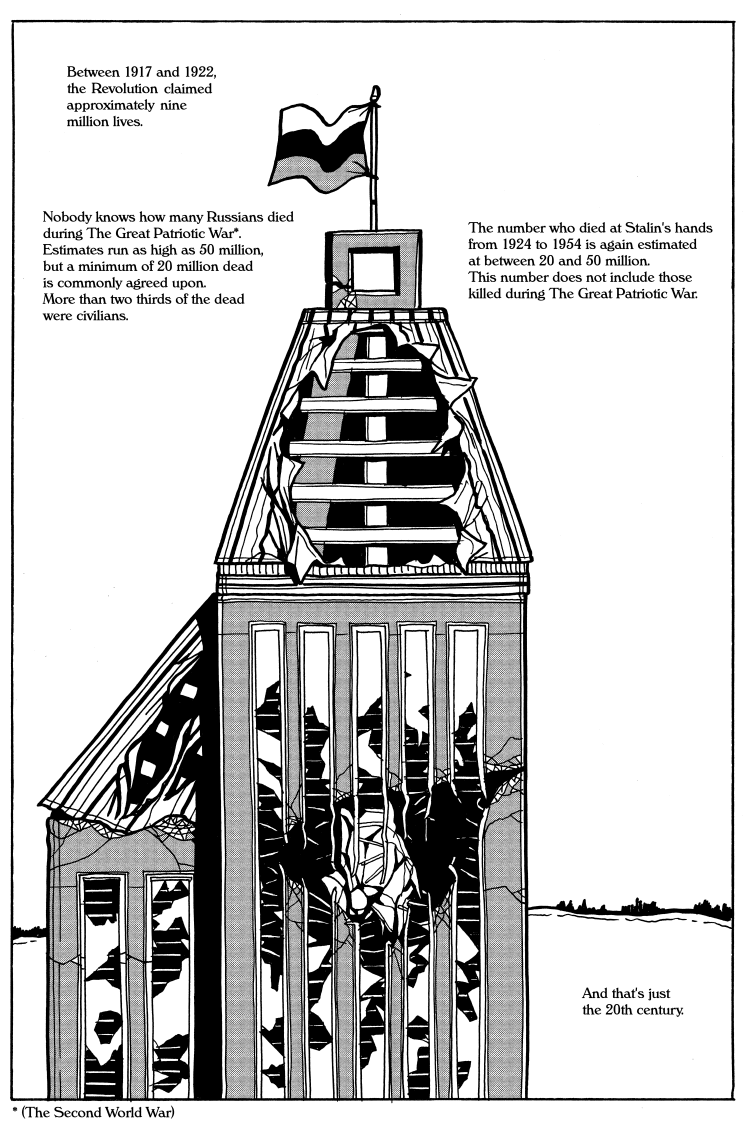 Between 1917 and 1922,
the Revolution claimed
approximately nine
million lives.
Nobody knows how many Russians died
during The Great Patriotic War*.
Estimates run as high as 50 million,
but a minimum of 20 million dead
is commonly agreed upon.
More than two thirds of the dead
were civilians.
The number who died at Stalin's hands
from 1924 to 1954 is again estimated
at between 20 and 50 million.
This number does not include those
killed during The Great Patriotic War.
And that's just
the 20th century.
* (The Second World War)